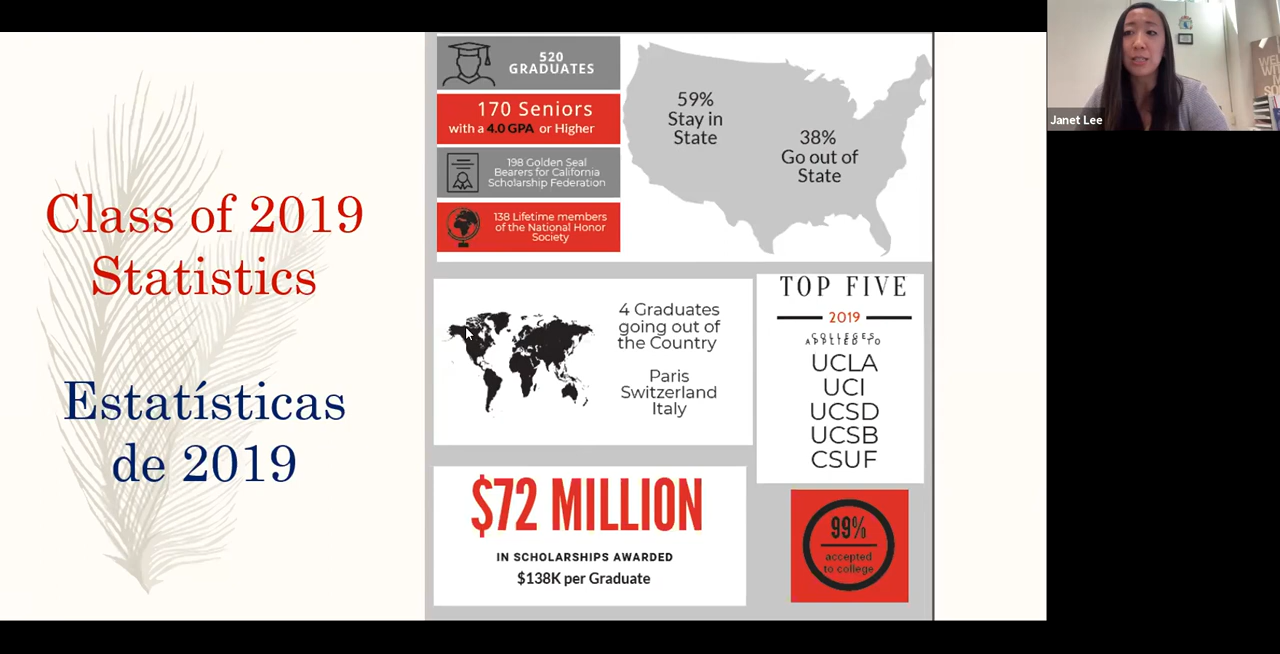 Class of 2019
Statistics
Estatísticas
de 2019
520
GRADUATES
170 Seniors
with a 4.0 GPA or Higher
198 Golden Seal
Bearers for California
Scholarship Federation
138 Lifetime members
of the National Honor
Society
59%
Stay in
State
38%
Go out of
State
4 Graduates
going out of
the Country
Paris
Switzerland
Italy
TOP FIVE
2019
COLLEGES
APPLIED TO
UCLA
UCI
UCSD
UCSB
CSUF
$72 MILLION
IN SCHOLARSHIPS AWARDED
$138K per Graduate
99%
accepted
to college
Janet Lee